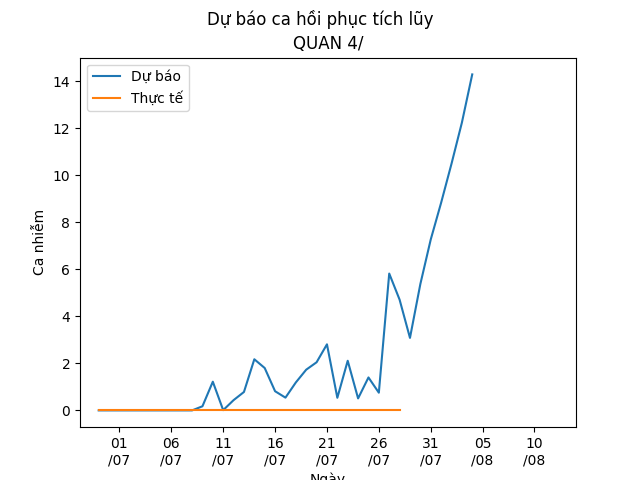 Dự báo ca hồi phục tích lũy
QUAN 4/
Dự báo
Thực tế
Ca nhiễm
14
12
10
8
6
4
2
0
01 06 11 16 21 26 31 05 10
/07 /07 /07 /07 /07 /07 /07 /08 /08
Ngày